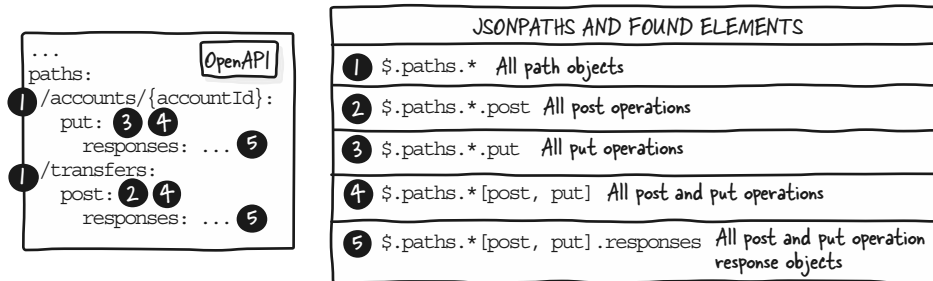 ...
OpenAPI
paths:
1 /accounts/{accountId}:
put: 3 4
responses: ... 5
1 /transfers:
post: 2 4
responses: ... 5
JSONPATHS AND FOUND ELEMENTS
1 $.paths.* All path objects
2 $.paths.*.post All post operations
3 $.paths.*.put All put operations
4 $.paths.*[post, put] All post and put operations
5 $.paths.*[post, put].responses All post and put operation
response objects